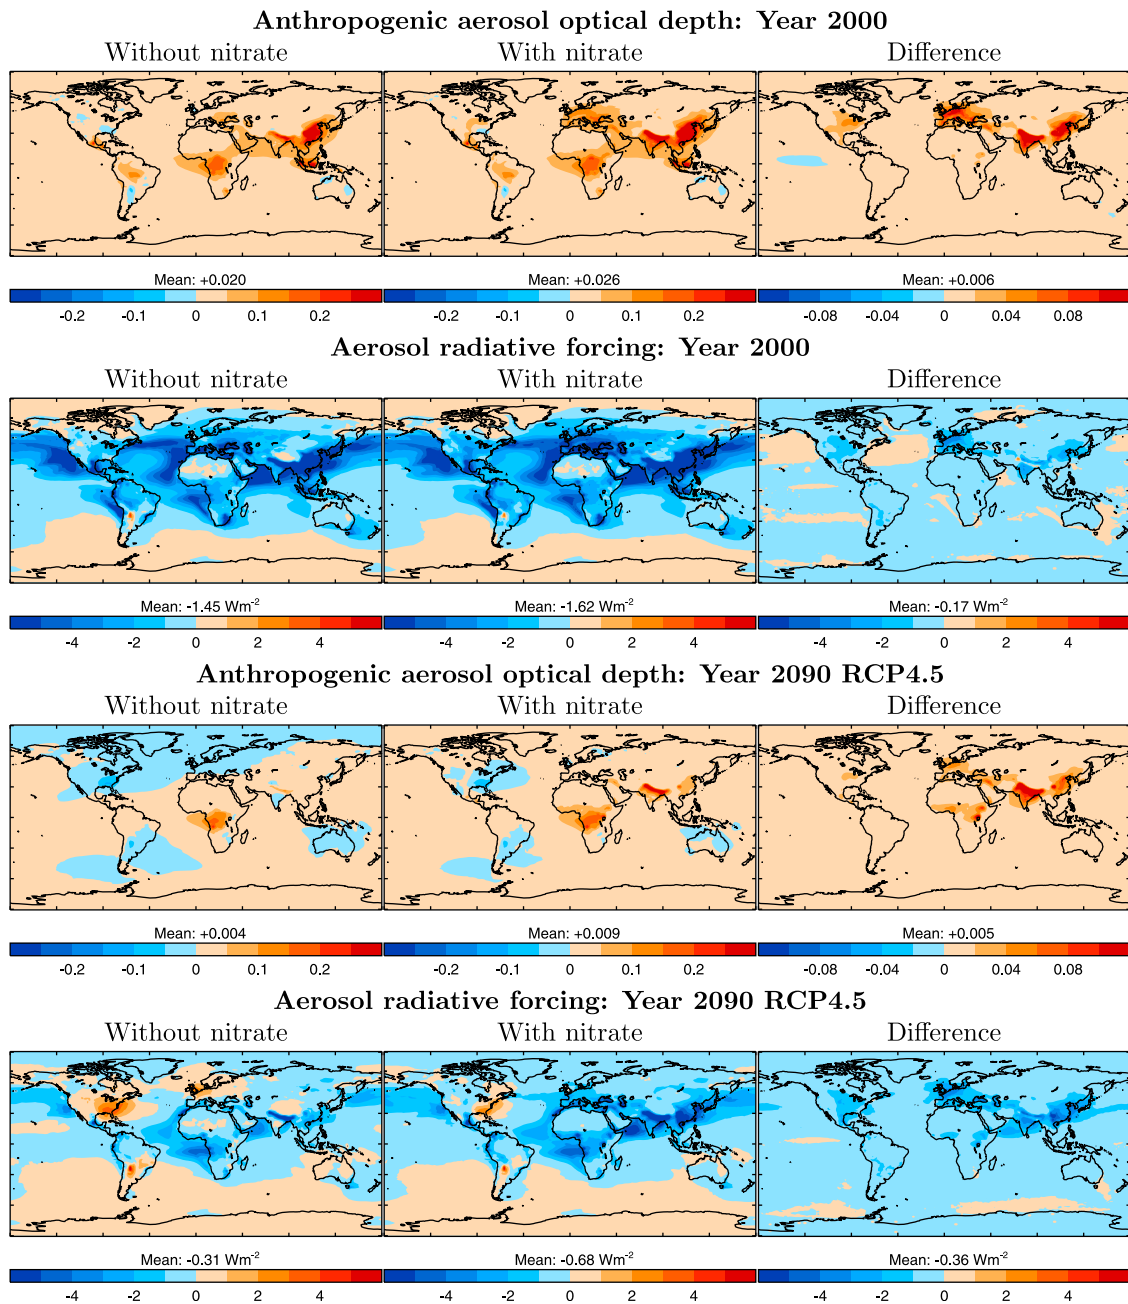 Anthropogenic aerosol optical depth: Year 2000
Without nitrate With nitrate Difference
Mean: +0.020 Mean: +0.026 Mean: +0.006
-0.2 -0.1 0 0.1 0.2 -0.2 -0.1 0 0.1 0.2 -0.08 -0.04 0 0.04 0.08
Aerosol radiative forcing: Year 2000
Without nitrate With nitrate Difference
Mean: -1.45 Wm⁻² Mean: -1.62 Wm⁻² Mean: -0.17 Wm⁻²
-4 -2 0 2 4 -4 -2 0 2 4 -4 -2 0 2 4
Anthropogenic aerosol optical depth: Year 2090 RCP4.5
Without nitrate With nitrate Difference
Mean: +0.004 Mean: +0.009 Mean: +0.005
-0.2 -0.1 0 0.1 0.2 -0.2 -0.1 0 0.1 0.2 -0.08 -0.04 0 0.04 0.08
Aerosol radiative forcing: Year 2090 RCP4.5
Without nitrate With nitrate Difference
Mean: -0.31 Wm⁻² Mean: -0.68 Wm⁻² Mean: -0.36 Wm⁻²
-4 -2 0 2 4 -4 -2 0 2 4 -4 -2 0 2 4